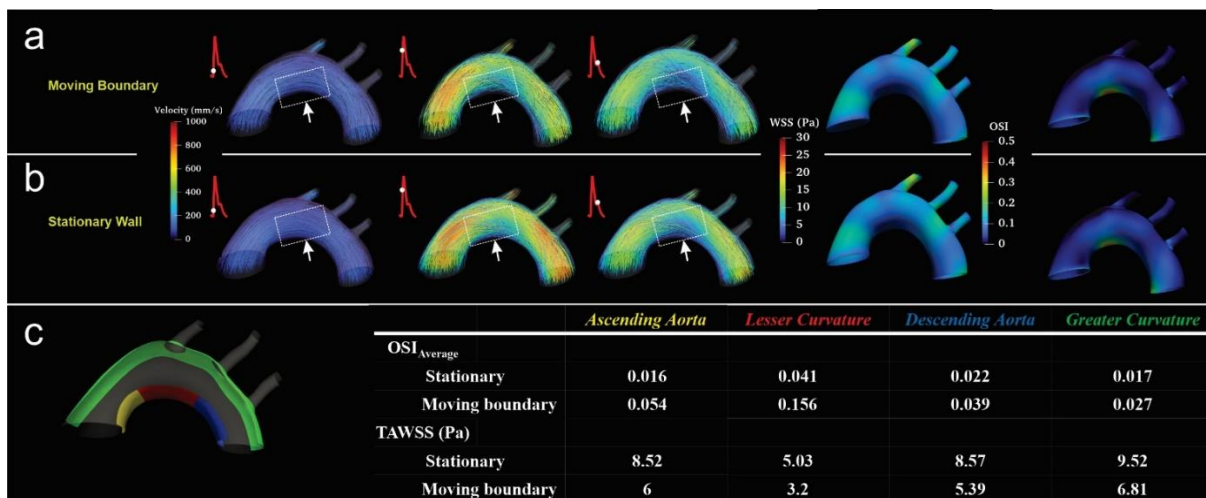 a
Moving Boundary
Velocity (mm/s)
1000
800
600
400
200
0
WSS (Pa)
30
25
20
15
10
5
0
OSI
0.5
0.4
0.3
0.2
0.1
0
b
Stationary Wall
c
Ascending Aorta Lesser Curvature Descending Aorta Greater Curvature
OSI Average
Stationary 0.016 0.041 0.022 0.017
Moving boundary 0.054 0.156 0.039 0.027
TAWSS (Pa)
Stationary 8.52 5.03 8.57 9.52
Moving boundary 6 3.2 5.39 6.81